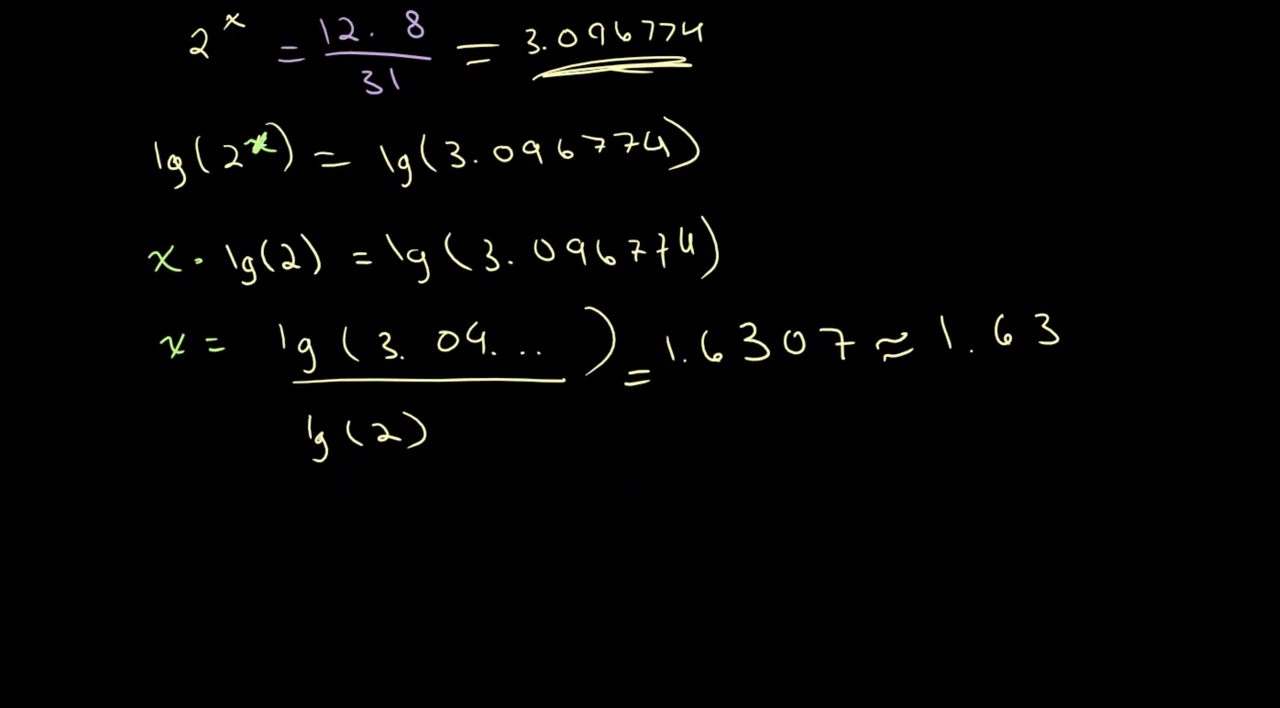 2^x = 12.8/31 = 3.096774
lg(2^x) = lg(3.096774)
x · lg(2) = lg(3.096774)
x = lg(3.09...)/lg(2) = 1.6307 ≈ 1.63